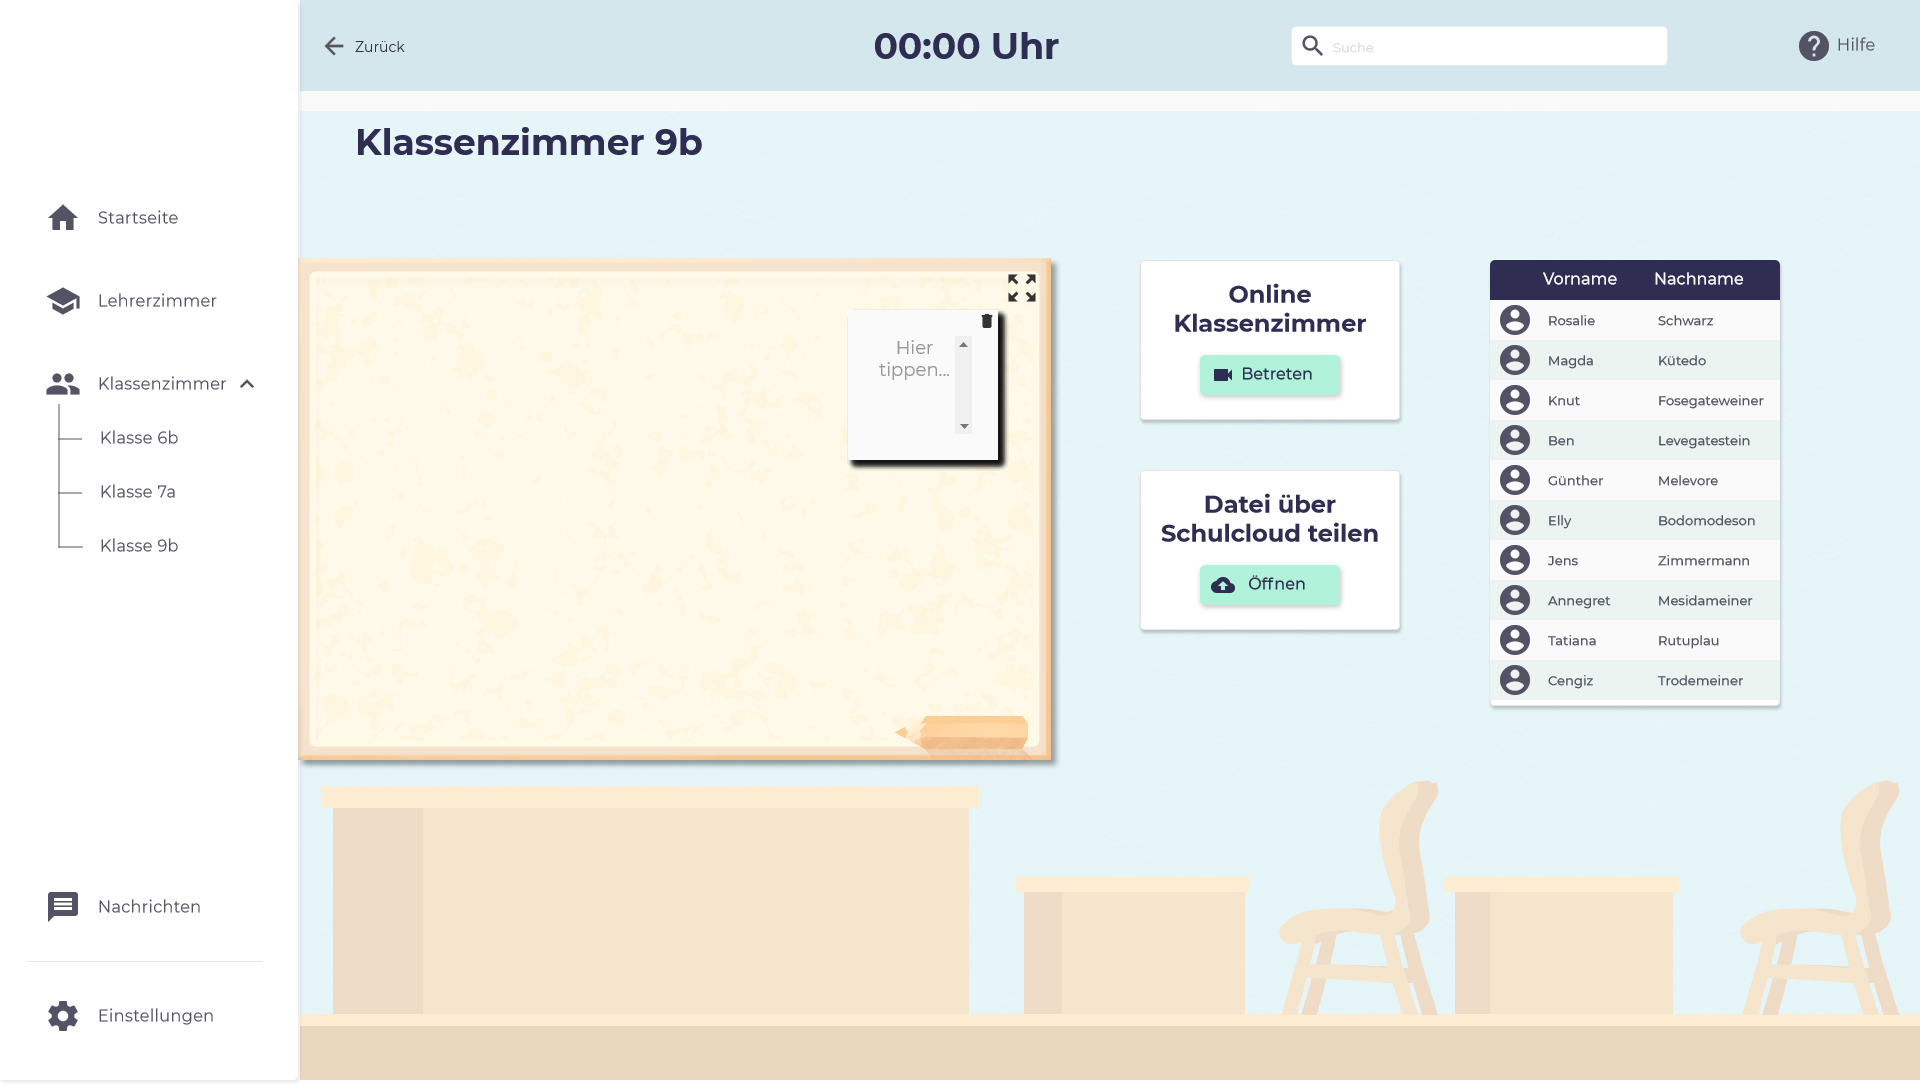 Zurück
00:00 Uhr
Suche
Hilfe
Klassenzimmer 9b
Startseite
Lehrerzimmer
Klassenzimmer
Klasse 6b
Klasse 7a
Klasse 9b
Nachrichten
Einstellungen
Hier
tippen...
Online
Klassenzimmer
Betreten
Datei über
Schulcloud teilen
Öffnen
Vorname Nachname
Rosalie Schwarz
Magda Kütedo
Knut Fosegateweiner
Ben Levegatestein
Günther Melevore
Elly Bodomodeson
Jens Zimmermann
Annegret Mesidameiner
Tatiana Rutuplau
Cengiz Trodemeiner